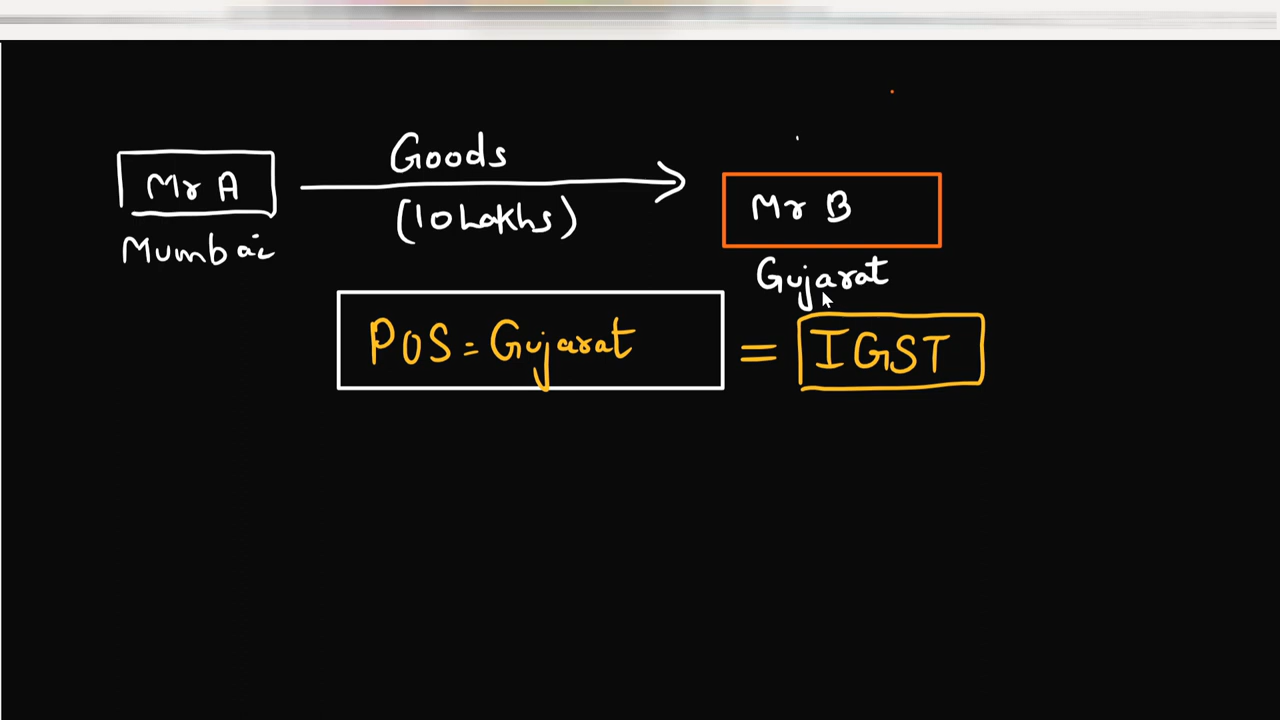 Goods
Mr A
(10 Lakhs)
Mr B
Mumbai
Gujarat
POS = Gujarat = IGST